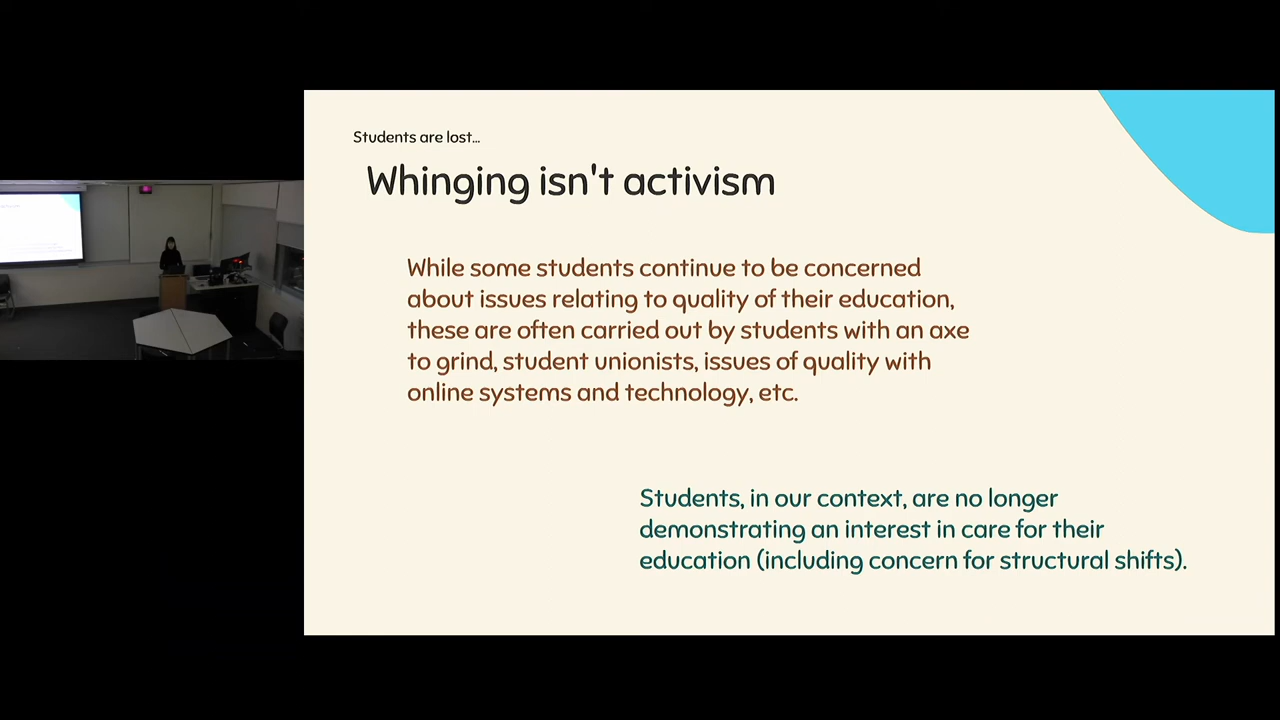 Students are lost...
Whinging isn't activism
While some students continue to be concerned
about issues relating to quality of their education,
these are often carried out by students with an axe
to grind, student unionists, issues of quality with
online systems and technology, etc.
Students, in our context, are no longer
demonstrating an interest in care for their
education (including concern for structural shifts).